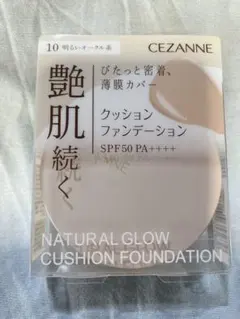 10 明るいオークル系
CEZANNE
艶肌続く
ぴたっと密着、
薄膜カバー
クッション
ファンデーション
SPF50 PA++++
NATURAL GLOW
CUSHION FOUNDATION